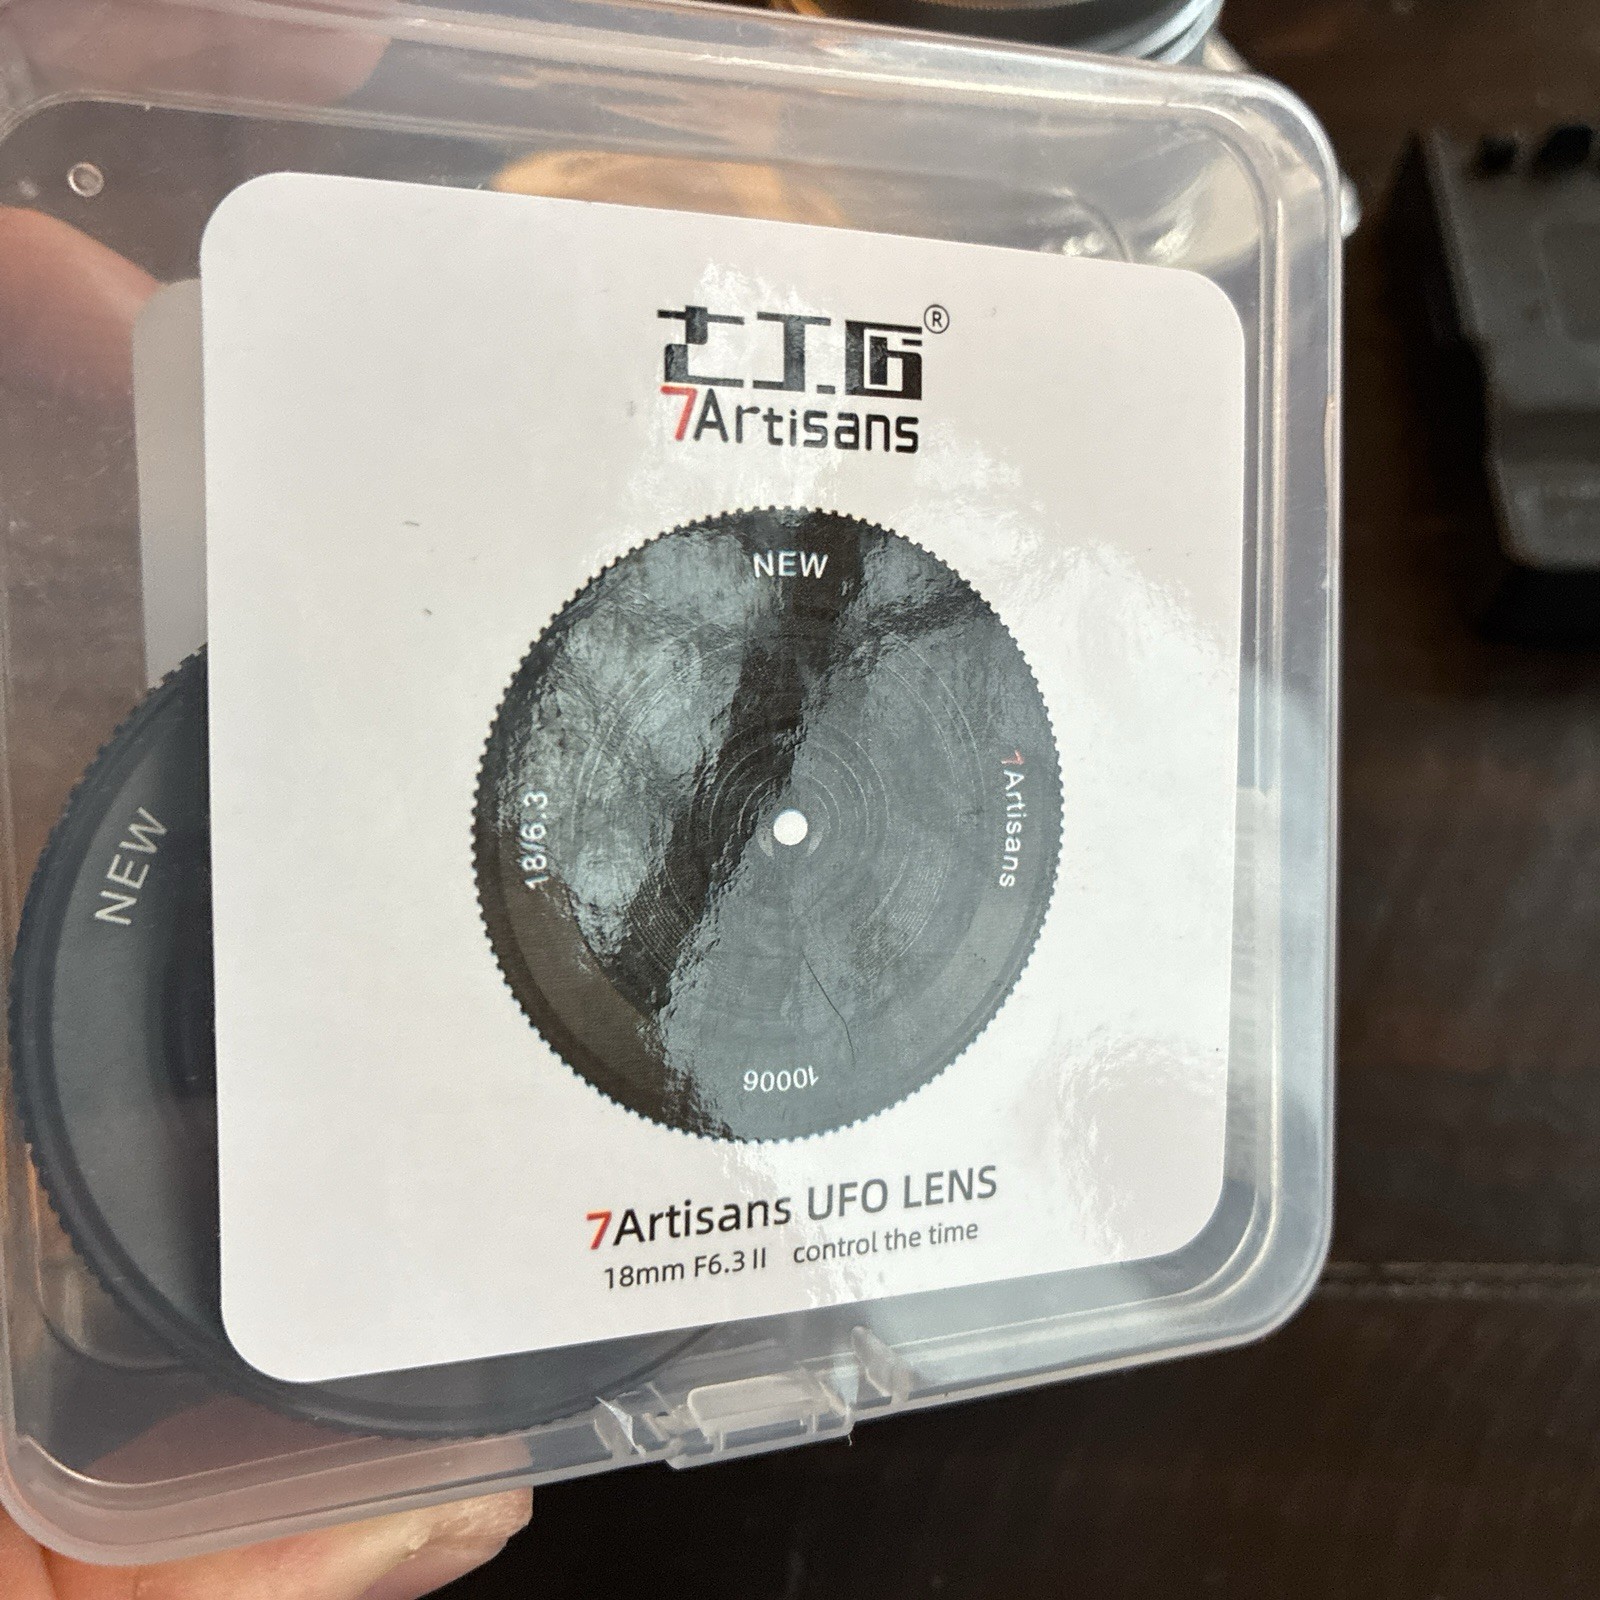 七工匠®
7Artisans
NEW
18/6.3
7Artisans
10006
7Artisans UFO LENS
18mm F6.3 II control the time
NEW